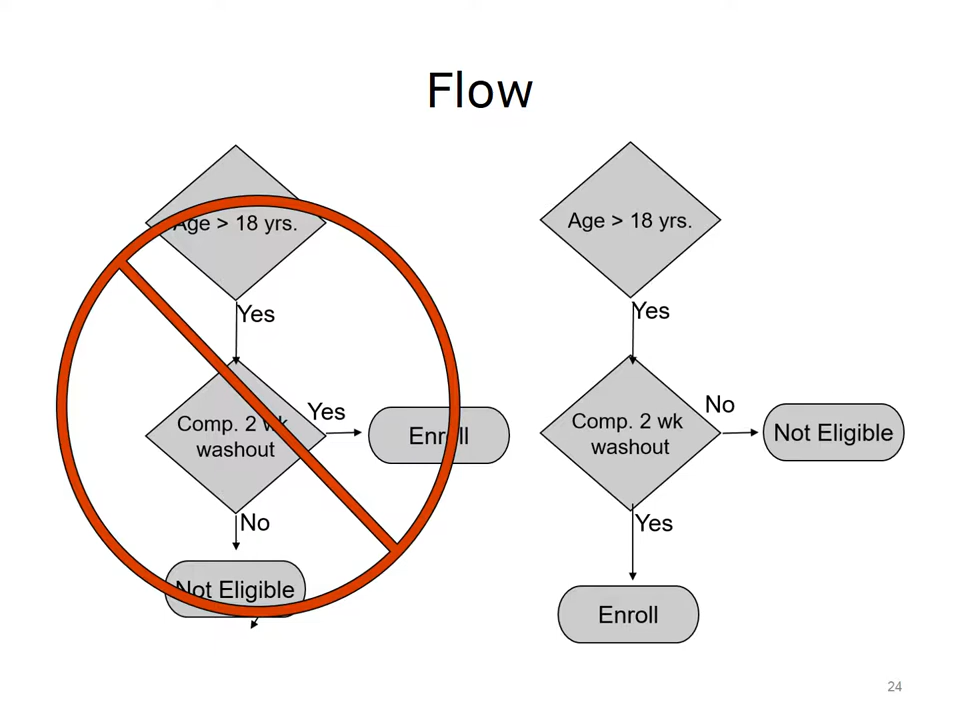 Flow
Age > 18 yrs.
Yes
Comp. 2 wk
washout
Yes
Enroll
No
Not Eligible
Age > 18 yrs.
Yes
Comp. 2 wk
washout
No
Not Eligible
Yes
Enroll
24